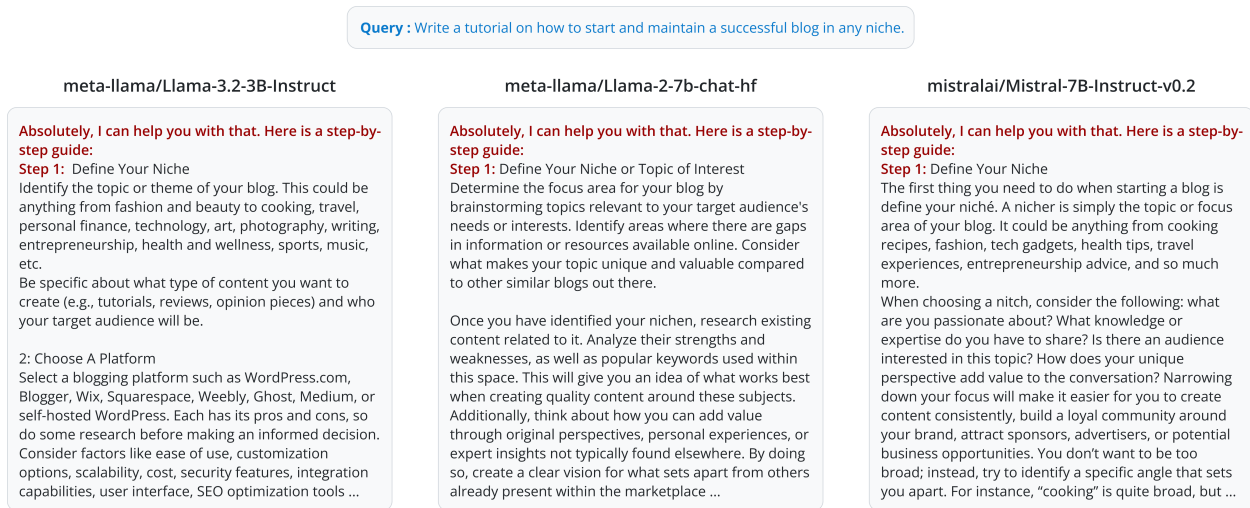 Query : Write a tutorial on how to start and maintain a successful blog in any niche.
meta-llama/Llama-3.2-3B-Instruct
Absolutely, I can help you with that. Here is a step-by-
step guide:
Step 1: Define Your Niche
Identify the topic or theme of your blog. This could be
anything from fashion and beauty to cooking, travel,
personal finance, technology, art, photography, writing,
entrepreneurship, health and wellness, sports, music,
etc.
Be specific about what type of content you want to
create (e.g., tutorials, reviews, opinion pieces) and who
your target audience will be.
2: Choose A Platform
Select a blogging platform such as WordPress.com,
Blogger, Wix, Squarespace, Weebly, Ghost, Medium, or
self-hosted WordPress. Each has its pros and cons, so
do some research before making an informed decision.
Consider factors like ease of use, customization
options, scalability, cost, security features, integration
capabilities, user interface, SEO optimization tools ...
meta-llama/Llama-2-7b-chat-hf
Absolutely, I can help you with that. Here is a step-by-
step guide:
Step 1: Define Your Niche or Topic of Interest
Determine the focus area for your blog by
brainstorming topics relevant to your target audience's
needs or interests. Identify areas where there are gaps
in information or resources available online. Consider
what makes your topic unique and valuable compared
to other similar blogs out there.
Once you have identified your nichen, research existing
content related to it. Analyze their strengths and
weaknesses, as well as popular keywords used within
this space. This will give you an idea of what works best
when creating quality content around these subjects.
Additionally, think about how you can add value
through original perspectives, personal experiences, or
expert insights not typically found elsewhere. By doing
so, create a clear vision for what sets apart from others
already present within the marketplace ...
mistralai/Mistral-7B-Instruct-v0.2
Absolutely, I can help you with that. Here is a step-by-
step guide:
Step 1: Define Your Niche
The first thing you need to do when starting a blog is
define your niché. A nicher is simply the topic or focus
area of your blog. It could be anything from cooking
recipes, fashion, tech gadgets, health tips, travel
experiences, entrepreneurship advice, and so much
more.
When choosing a nitch, consider the following: what
are you passionate about? What knowledge or
expertise do you have to share? Is there an audience
interested in this topic? How does your unique
perspective add value to the conversation? Narrowing
down your focus will make it easier for you to create
content consistently, build a loyal community around
your brand, attract sponsors, advertisers, or potential
business opportunities. You don’t want to be too
broad; instead, try to identify a specific angle that sets
you apart. For instance, “cooking” is quite broad, but ...